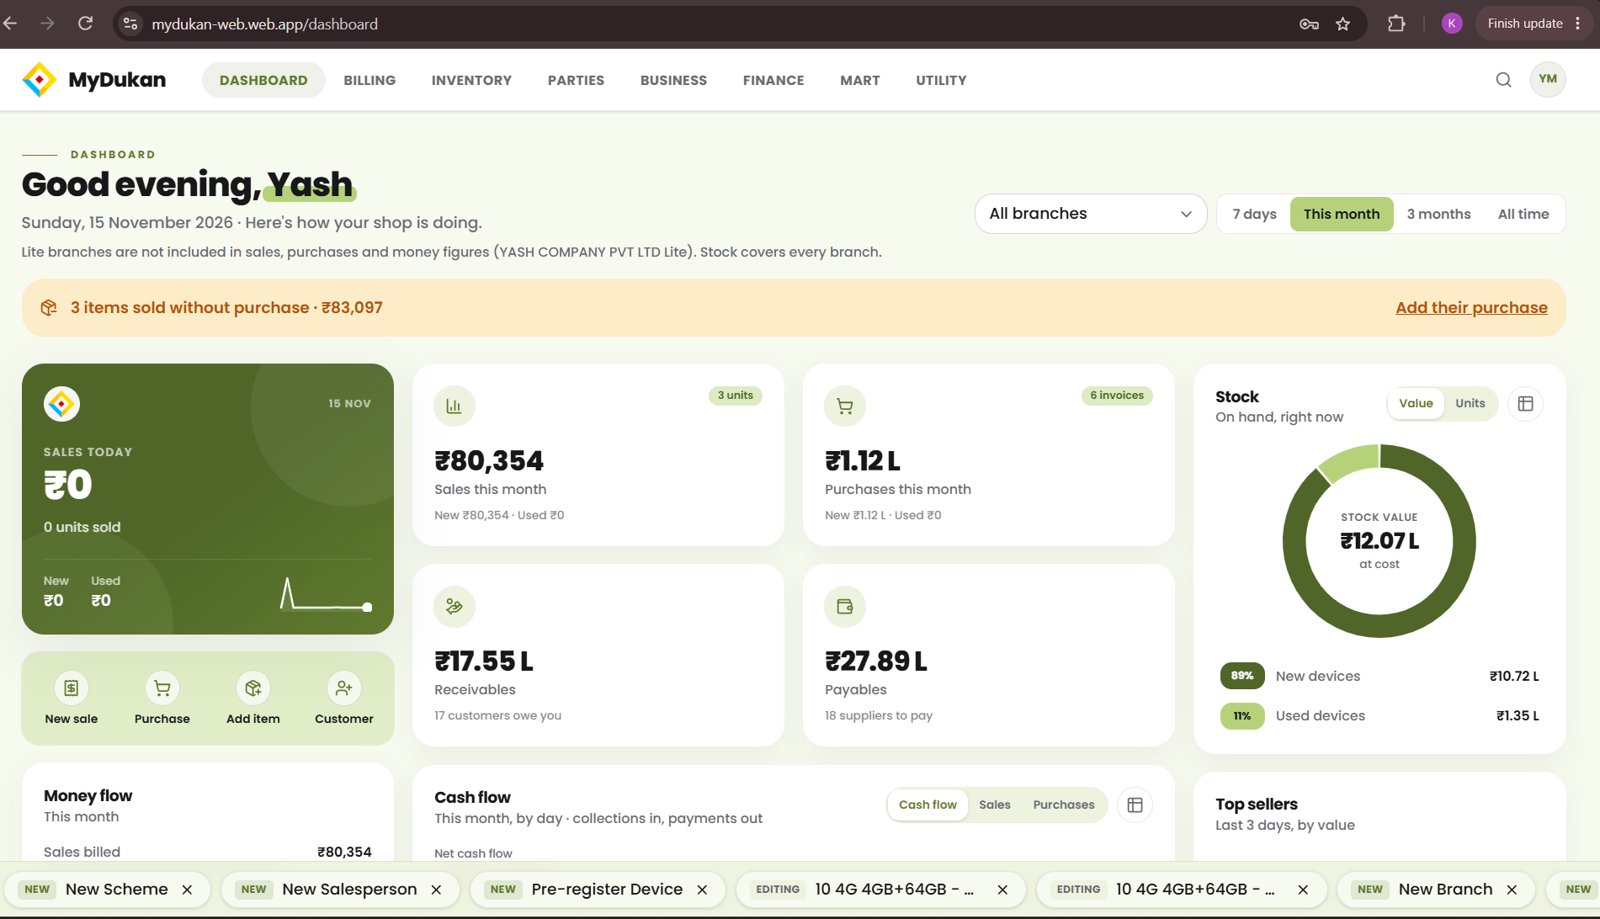 mydukan-web.web.app/dashboard
K
Finish update
MyDukan
DASHBOARD
BILLING
INVENTORY
PARTIES
BUSINESS
FINANCE
MART
UTILITY
YM
DASHBOARD
Good evening, Yash
Sunday, 15 November 2026 · Here's how your shop is doing.
Lite branches are not included in sales, purchases and money figures (YASH COMPANY PVT LTD Lite). Stock covers every branch.
All branches
7 days
This month
3 months
All time
3 items sold without purchase · ₹83,097
Add their purchase
15 NOV
SALES TODAY
₹0
0 units sold
New
Used
₹0
₹0
New sale
Purchase
Add item
Customer
3 units
₹80,354
Sales this month
New ₹80,354 · Used ₹0
6 invoices
₹1.12 L
Purchases this month
New ₹1.12 L · Used ₹0
₹17.55 L
Receivables
17 customers owe you
₹27.89 L
Payables
18 suppliers to pay
Stock
On hand, right now
Value
Units
STOCK VALUE
₹12.07 L
at cost
89%
New devices
₹10.72 L
11%
Used devices
₹1.35 L
Money flow
This month
Sales billed
₹80,354
Cash flow
This month, by day · collections in, payments out
Cash flow
Sales
Purchases
Net cash flow
Top sellers
Last 3 days, by value
NEW New Scheme
NEW New Salesperson
NEW Pre-register Device
EDITING 10 4G 4GB+64GB - ...
EDITING 10 4G 4GB+64GB - ...
NEW New Branch
NEW